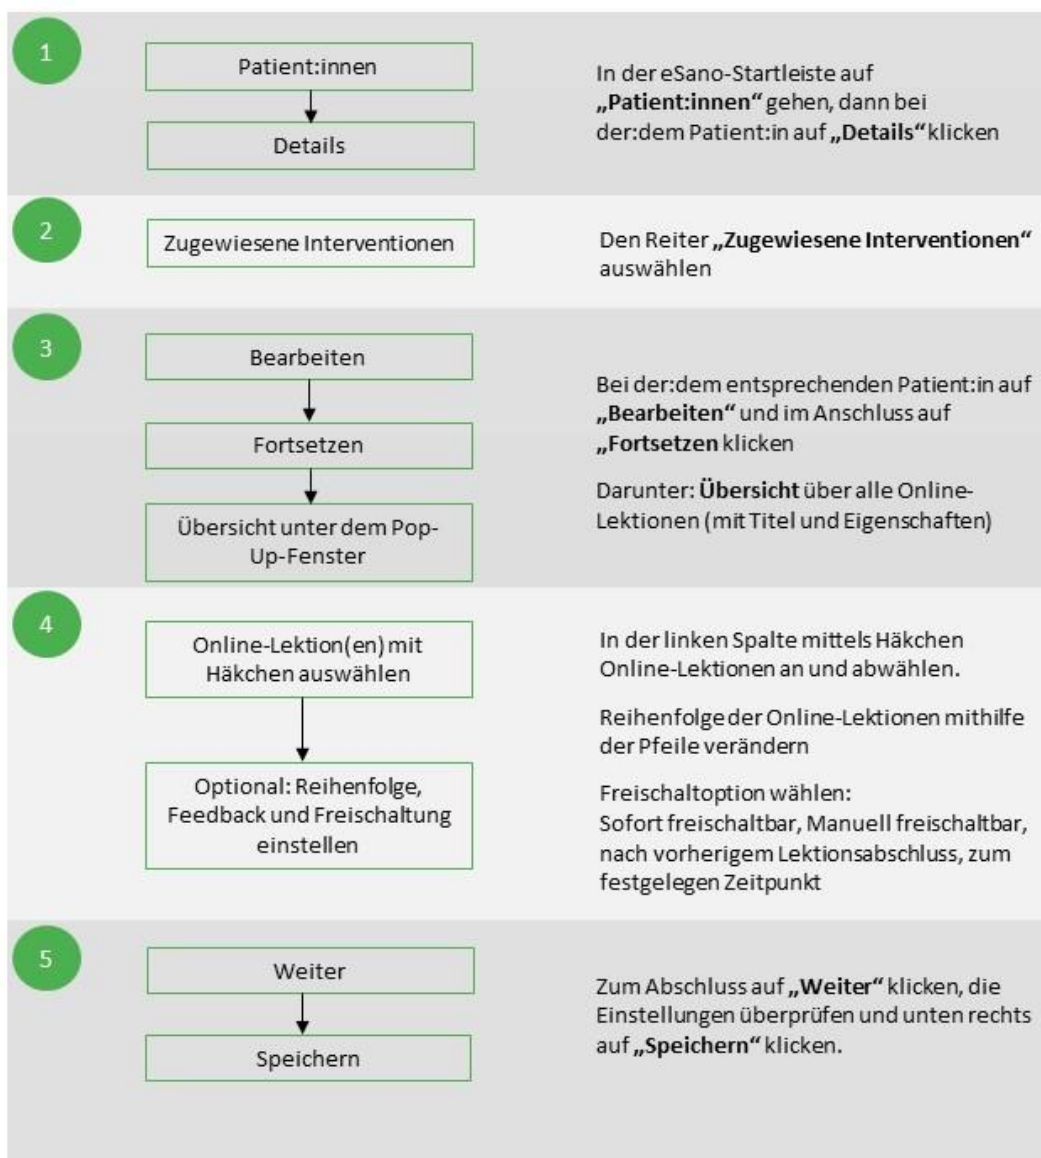 1
Patient:innen
Details
In der eSano-Startleiste auf
„Patient:innen“ gehen, dann bei
der:dem Patient:in auf „Details“ klicken
2
Zugewiesene Interventionen
Den Reiter „Zugewiesene Interventionen“
auswählen
3
Bearbeiten
Fortsetzen
Übersicht unter dem Pop-
Up-Fenster
Bei der:dem entsprechenden Patient:in auf
„Bearbeiten“ und im Anschluss auf
„Fortsetzen klicken
Darunter: Übersicht über alle Online-
Lektionen (mit Titel und Eigenschaften)
4
Online-Lektion(en) mit
Häkchen auswählen
Optional: Reihenfolge,
Feedback und Freischaltung
einstellen
In der linken Spalte mittels Häkchen
Online-Lektionen an und abwählen.
Reihenfolge der Online-Lektionen mithilfe
der Pfeile verändern
Freischaltoption wählen:
Sofort freischaltbar, Manuell freischaltbar,
nach vorherigem Lektionsabschluss, zum
festgelegen Zeitpunkt
5
Weiter
Speichern
Zum Abschluss auf „Weiter“ klicken, die
Einstellungen überprüfen und unten rechts
auf „Speichern“ klicken.